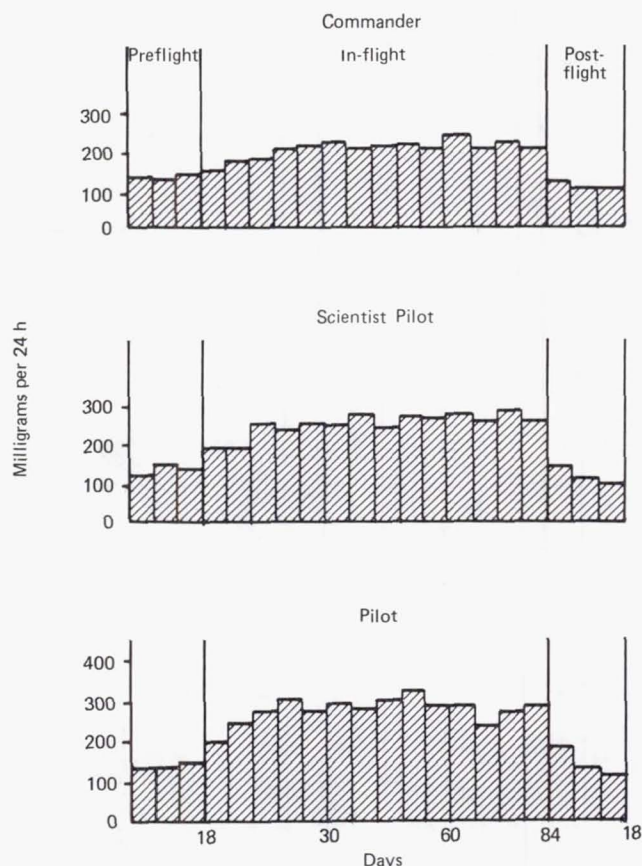 Commander
Preflight In-flight Post-
flight
300
200
100
0
Scientist Pilot
300
200
100
0
Milligrams per 24 h
Pilot
400
300
200
100
0
18 30 60 84 18
Days